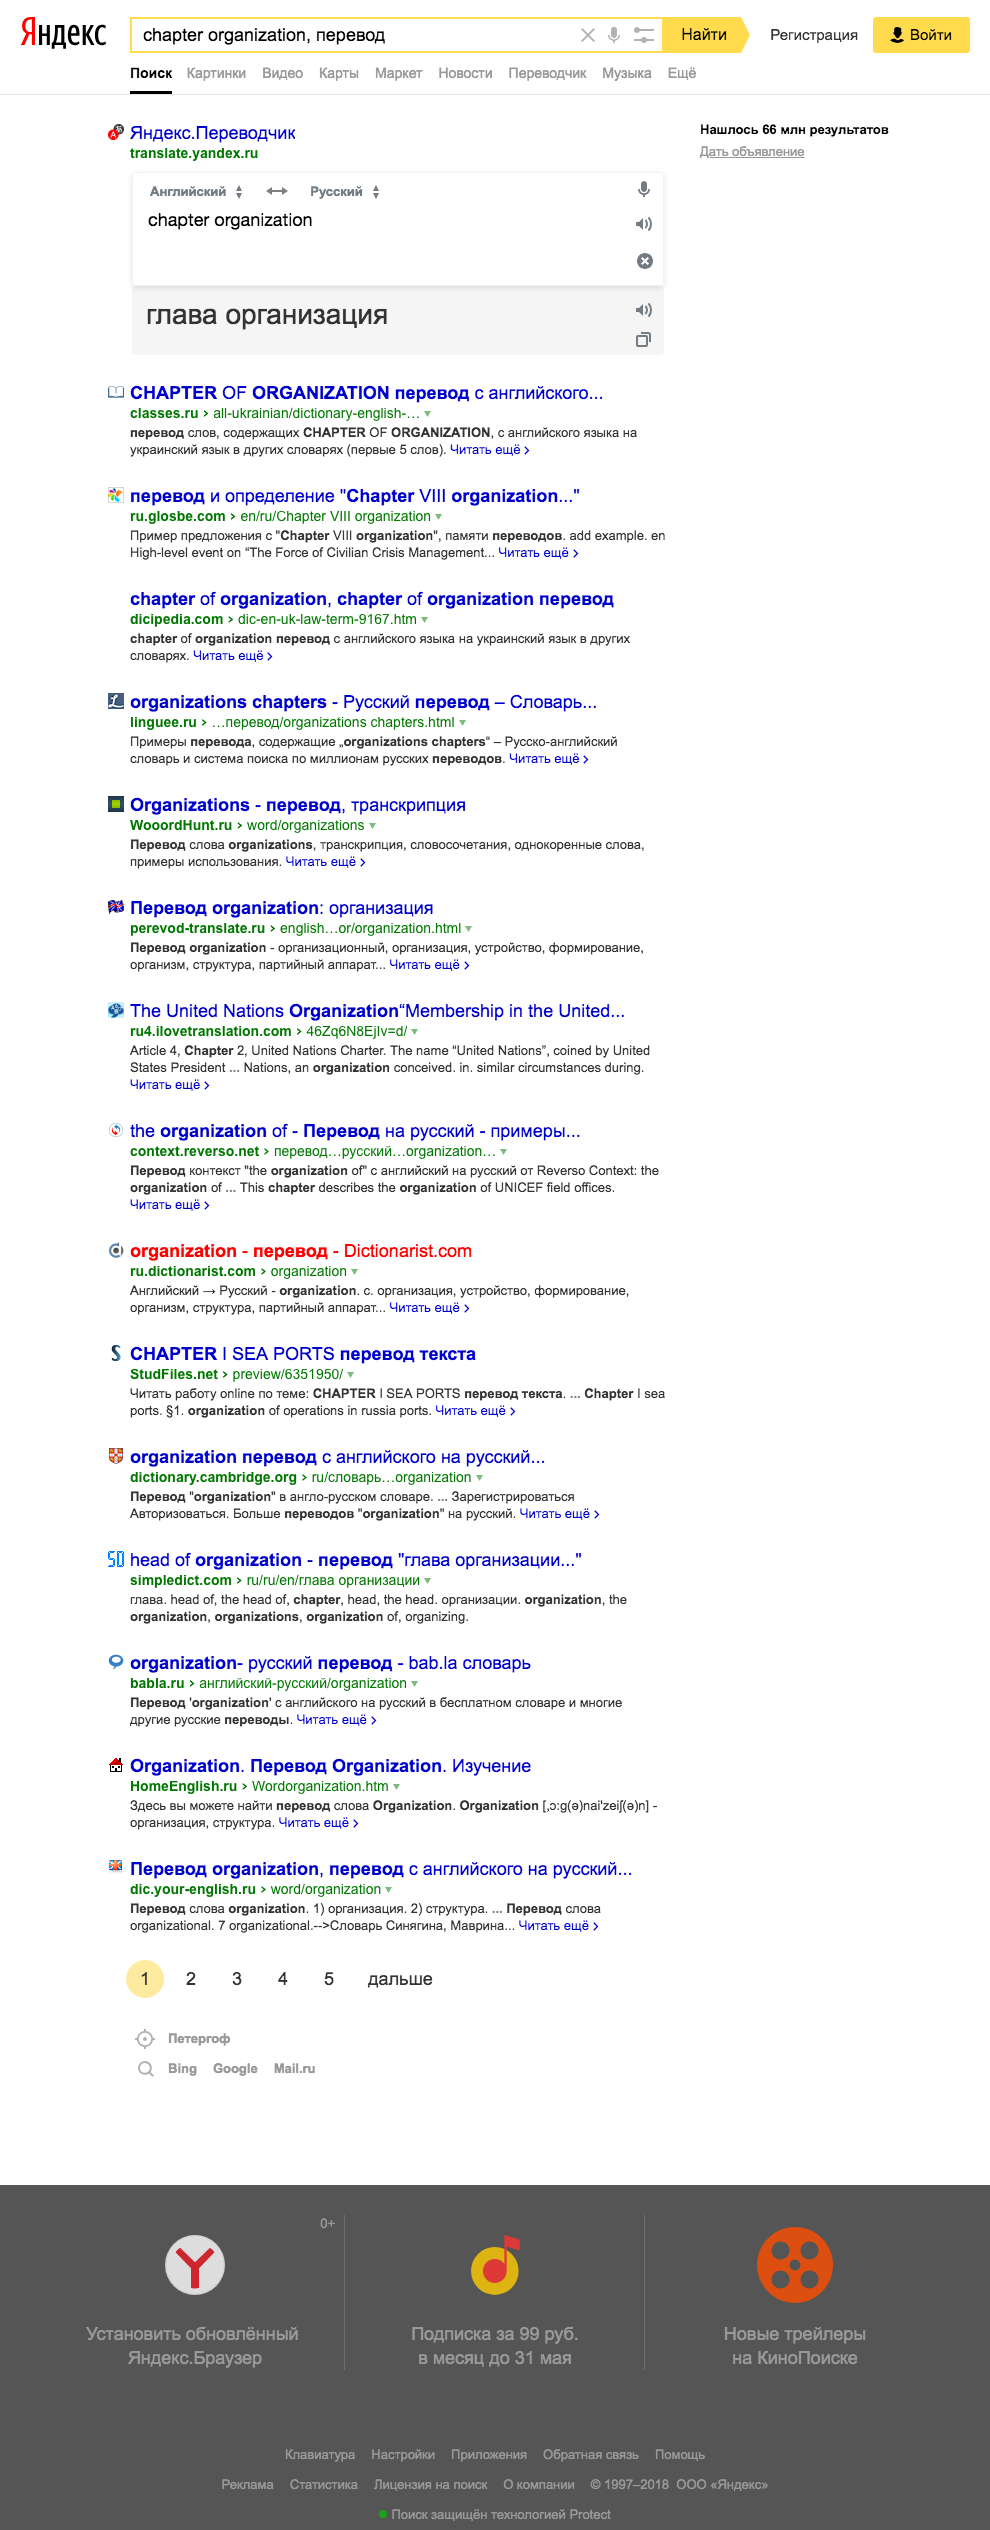 Яндекс
chapter organization, перевод
Найти
Регистрация
Войти
Поиск Картинки Видео Карты Маркет Новости Переводчик Музыка Ещё
Яндекс.Переводчик
translate.yandex.ru
Нашлось 66 млн результатов
Дать объявление
Английский Русский
chapter organization
глава организация
CHAPTER OF ORGANIZATION перевод с английского...
classes.ru › all-ukrainian/dictionary-english-…
перевод слов, содержащих CHAPTER OF ORGANIZATION, с английского языка на
украинский язык в других словарях (первые 5 слов). Читать ещё ›
перевод и определение "Chapter VIII organization..."
ru.glosbe.com › en/ru/Chapter VIII organization
Пример предложения с "Chapter VIII organization", памяти переводов. add example. en
High-level event on “The Force of Civilian Crisis Management... Читать ещё ›
chapter of organization, chapter of organization перевод
dicipedia.com › dic-en-uk-law-term-9167.htm
chapter of organization перевод с английского языка на украинский язык в других
словарях. Читать ещё ›
organizations chapters - Русский перевод – Словарь...
linguee.ru › …перевод/organizations chapters.html
Примеры перевода, содержащие „organizations chapters“ – Русско-английский
словарь и система поиска по миллионам русских переводов. Читать ещё ›
Organizations - перевод, транскрипция
WooordHunt.ru › word/organizations
Перевод слова organizations, транскрипция, словосочетания, однокоренные слова,
примеры использования. Читать ещё ›
Перевод organization: организация
perevod-translate.ru › english…or/organization.html
Перевод organization - организационный, организация, устройство, формирование,
организм, структура, партийный аппарат... Читать ещё ›
The United Nations Organization“Membership in the United...
ru4.ilovetranslation.com › 46Zq6N8EjIv=d/
Article 4, Chapter 2, United Nations Charter. The name “United Nations”, coined by United
States President ... Nations, an organization conceived. in. similar circumstances during.
Читать ещё ›
the organization of - Перевод на русский - примеры...
context.reverso.net › перевод…русский…organization…
Перевод контекст "the organization of" c английский на русский от Reverso Context: the
organization of ... This chapter describes the organization of UNICEF field offices.
Читать ещё ›
organization - перевод - Dictionarist.com
ru.dictionarist.com › organization
Английский → Русский - organization. с. организация, устройство, формирование,
организм, структура, партийный аппарат... Читать ещё ›
CHAPTER I SEA PORTS перевод текста
StudFiles.net › preview/6351950/
Читать работу online по теме: CHAPTER I SEA PORTS перевод текста. ... Chapter I sea
ports. §1. organization of operations in russia ports. Читать ещё ›
organization перевод с английского на русский...
dictionary.cambridge.org › ru/словарь…organization
Перевод "organization" в англо-русском словаре. ... Зарегистрироваться
Авторизоваться. Больше переводов "organization" на русский. Читать ещё ›
head of organization - перевод "глава организации..."
simpledict.com › ru/ru/en/глава организации
глава. head of, the head of, chapter, head, the head. организации. organization, the
organization, organizations, organization of, organizing.
organization- русский перевод - bab.la словарь
babla.ru › английский-русский/organization
Перевод 'organization' с английского на русский в бесплатном словаре и многие
другие русские переводы. Читать ещё ›
Organization. Перевод Organization. Изучение
HomeEnglish.ru › Wordorganization.htm
Здесь вы можете найти перевод слова Organization. Organization [,ɔ:g(ə)nai'zei∫(ə)n] -
организация, структура. Читать ещё ›
Перевод organization, перевод с английского на русский...
dic.your-english.ru › word/organization
Перевод слова organization. 1) организация. 2) структура. ... Перевод слова
organizational. 7 organizational.-->Словарь Синягина, Маврина... Читать ещё ›
1 2 3 4 5 дальше
Петергоф
Bing Google Mail.ru
0+
Установить обновлённый
Яндекс.Браузер
Подписка за 99 руб.
в месяц до 31 мая
Новые трейлеры
на КиноПоиске
Клавиатура Настройки Приложения Обратная связь Помощь
Реклама Статистика Лицензия на поиск О компании © 1997–2018 ООО «Яндекс»
Поиск защищён технологией Protect